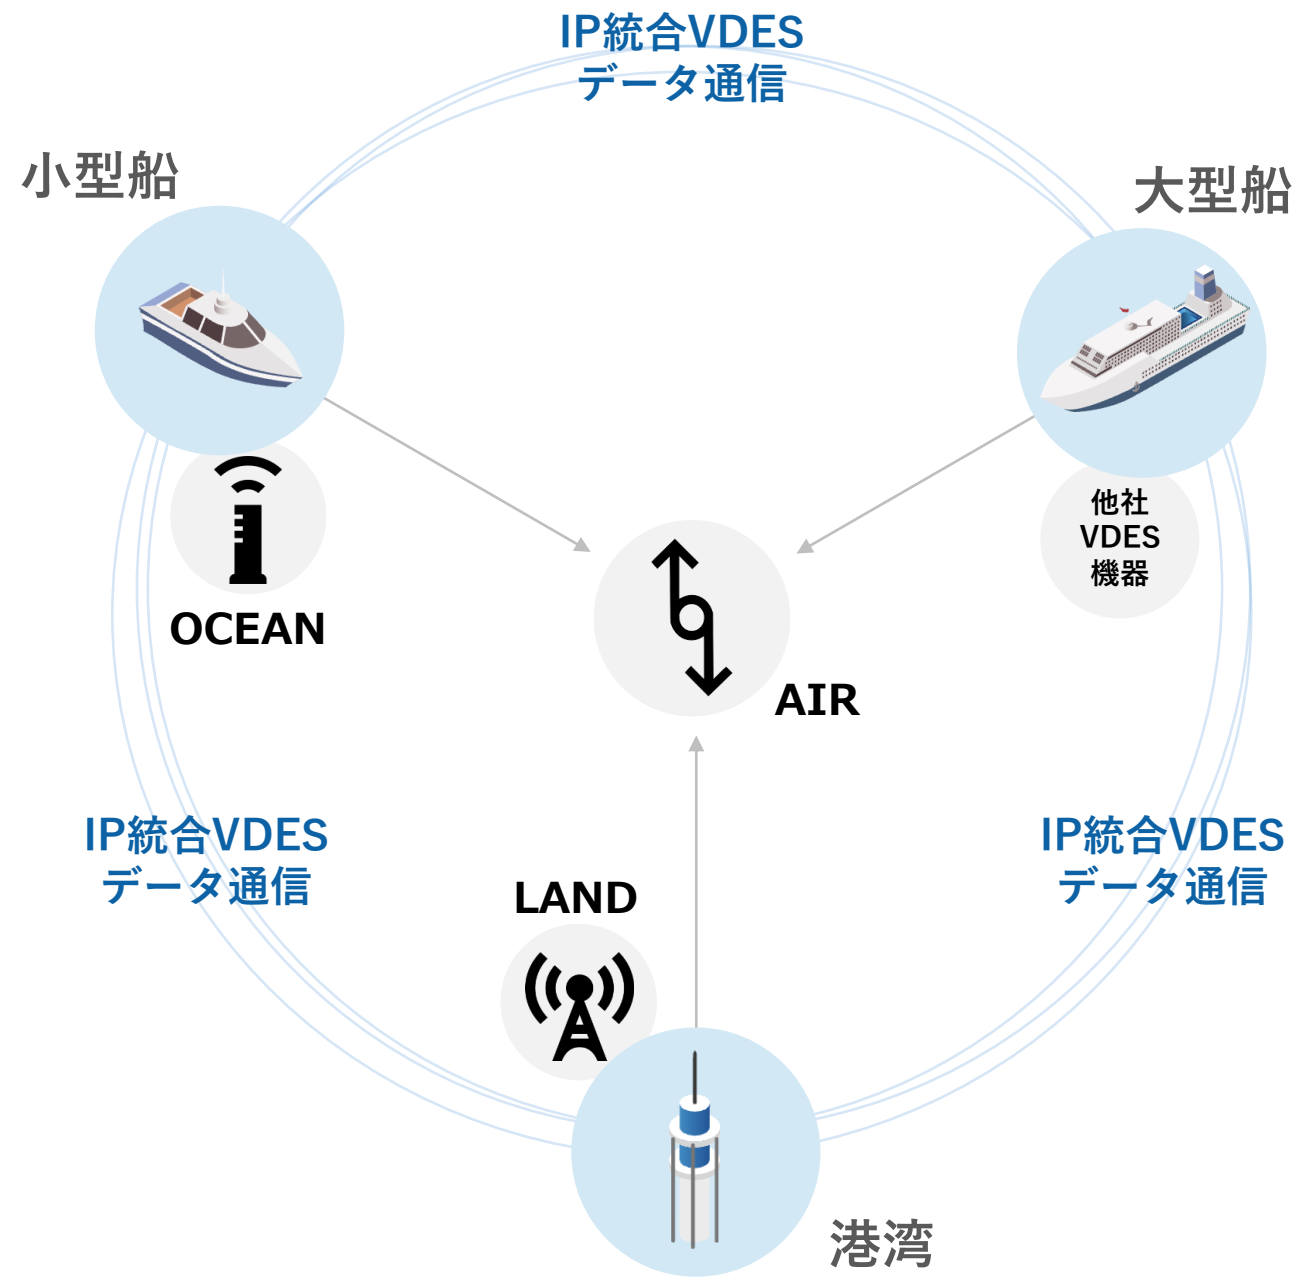 IP統合VDES
データ通信
小型船
大型船
他社
VDES
機器
OCEAN
AIR
IP統合VDES
データ通信
IP統合VDES
データ通信
LAND
港湾